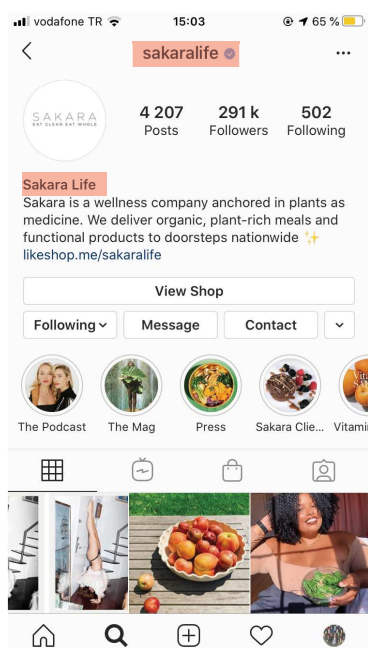 vodafone TR
15:03
65 %
sakaralife
SAKARA
EAT CLEAN EAT WHOLE
4 207
Posts
291 k
Followers
502
Following
Sakara Life
Sakara is a wellness company anchored in plants as
medicine. We deliver organic, plant-rich meals and
functional products to doorsteps nationwide ✨
likeshop.me/sakaralife
View Shop
Following
Message
Contact
The Podcast
The Mag
Press
Sakara Clie...
Vitamin